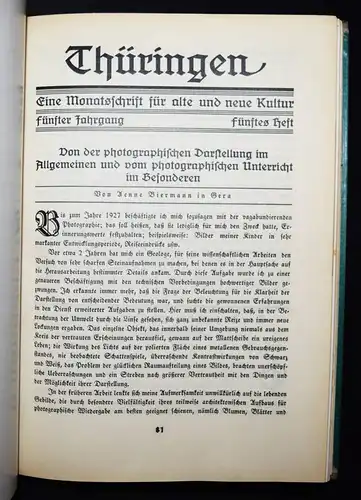 Thüringen
Eine Monatsschrift für alte und neue Kultur
Fünfter Jahrgang
Fünftes Heft
Von der photographischen Darstellung im
Allgemeinen und vom photographischen Unterricht
im Besonderen
Von Aenne Biermann in Gera
Bis zum Jahre 1927 beschäftigte ich mich sozusagen mit der vagabundierenden
Photographie; das soll heißen, daß sie lediglich für mich den Zweck hatte, Er-
innerungswerte festzuhalten; beispielsweise: Bilder meiner Kinder in sehr
markanter Entwicklungsperiode, Reiseeindrücke usw.
Vor etwa 2 Jahren bat mich ein Geologe, für seine wissenschaftlichen Arbeiten den
Versuch sehr scharfer Steinaufnahmen zu machen, bei denen es in der Hauptsache auf
die Herausarbeitung bestimmter Details ankam. Durch diese Aufgabe wurde ich zu einer
genaueren Beschäftigung mit den technischen Vorbedingungen hochwertiger Bilder ge-
zwungen. Ich erkannte immer mehr, daß die Frage der Beleuchtung für die Klarheit der
Darstellung von entscheidender Bedeutung war, und suchte die gewonnenen Erfahrungen
in den Dienst erweiterter Aufgaben zu stellen. Hier muß ich einschalten, daß, in der Be-
trachtung der Umwelt durch die Linse gesehen, sich ganz unbekannte Reize und immer neue
Lockungen ergaben. Das einzelne Objekt, das innerhalb seiner Umgebung niemals aus dem
Kreis der vertrauten Erscheinungen herausfiel, gewann auf der Mattscheibe ein ureigenes
Leben. Die Wirkung des Lichtes auf der polierten Fläche eines metallenen Gebrauchsgegen-
standes, nie beobachtete Schattenspiele, überraschende Kontrastwirkungen von Schwarz
und Weiß, das Problem der glücklichen Raumaufteilung eines Bildes, brachten unerschöpf-
liche Ueberraschungen und ein Streben nach größerer Vertrautheit mit den Dingen und
der Möglichkeit ihrer Darstellung.
In der früheren Arbeit lenkte sich meine Aufmerksamkeit unwillkürlich auf die lebenden
Gebilde, die durch besondere Vielfältigkeit ihres teilweise architektonischen Aufbaus für
photographische Wiedergabe am besten geeignet schienen, nämlich Blumen, Blätter und
81